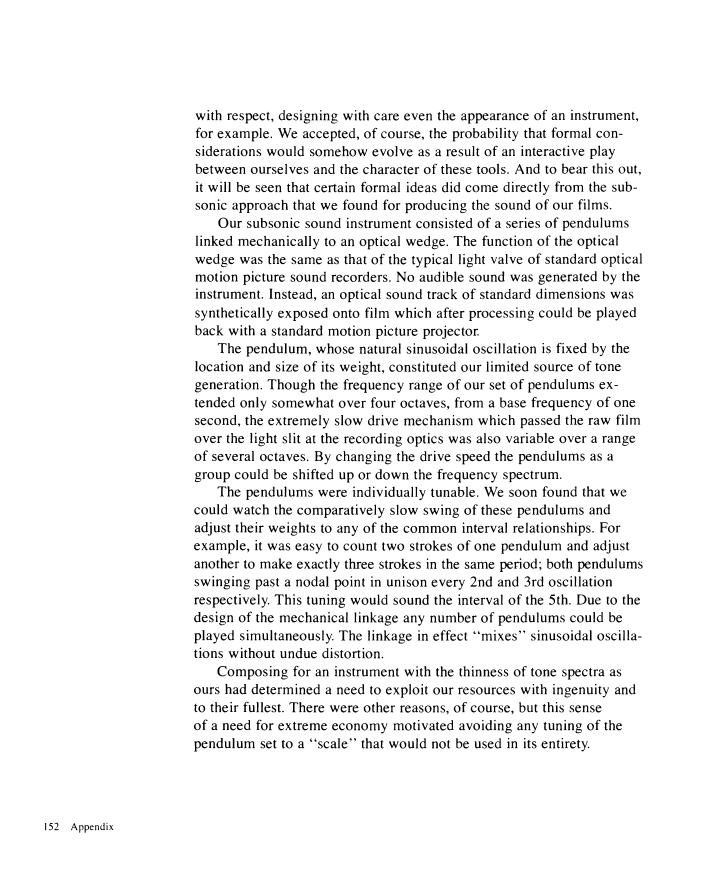 with respect, designing with care even the appearance of an instrument,
for example. We accepted, of course, the probability that formal con-
siderations would somehow evolve as a result of an interactive play
between ourselves and the character of these tools. And to bear this out,
it will be seen that certain formal ideas did come directly from the sub-
sonic approach that we found for producing the sound of our films.
Our subsonic sound instrument consisted of a series of pendulums
linked mechanically to an optical wedge. The function of the optical
wedge was the same as that of the typical light valve of standard optical
motion picture sound recorders. No audible sound was generated by the
instrument. Instead, an optical sound track of standard dimensions was
synthetically exposed onto film which after processing could be played
back with a standard motion picture projector.
The pendulum, whose natural sinusoidal oscillation is fixed by the
location and size of its weight, constituted our limited source of tone
generation. Though the frequency range of our set of pendulums ex-
tended only somewhat over four octaves, from a base frequency of one
second, the extremely slow drive mechanism which passed the raw film
over the light slit at the recording optics was also variable over a range
of several octaves. By changing the drive speed the pendulums as a
group could be shifted up or down the frequency spectrum.
The pendulums were individually tunable. We soon found that we
could watch the comparatively slow swing of these pendulums and
adjust their weights to any of the common interval relationships. For
example, it was easy to count two strokes of one pendulum and adjust
another to make exactly three strokes in the same period; both pendulums
swinging past a nodal point in unison every 2nd and 3rd oscillation
respectively. This tuning would sound the interval of the 5th. Due to the
design of the mechanical linkage any number of pendulums could be
played simultaneously. The linkage in effect "mixes" sinusoidal oscilla-
tions without undue distortion.
Composing for an instrument with the thinness of tone spectra as
ours had determined a need to exploit our resources with ingenuity and
to their fullest. There were other reasons, of course, but this sense
of a need for extreme economy motivated avoiding any tuning of the
pendulum set to a "scale" that would not be used in its entirety.
152 Appendix